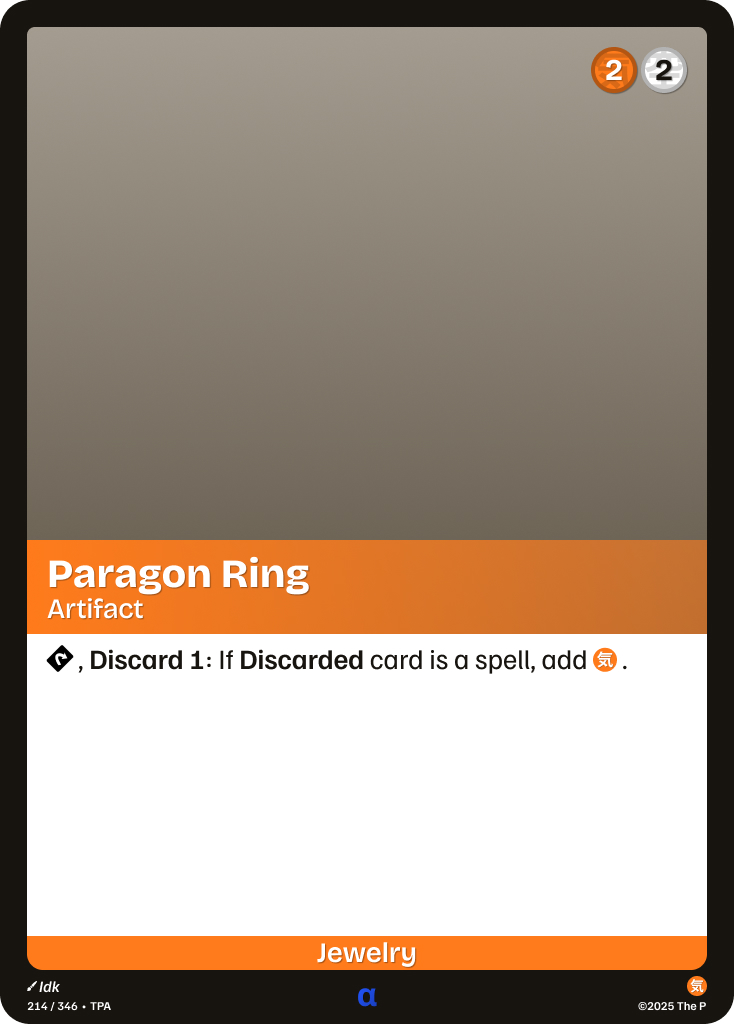 2 2
Paragon Ring
Artifact
, Discard 1: If Discarded card is a spell, add 気 .
Jewelry
Idk
214 / 346 • TPA
α
気
©2025 The P